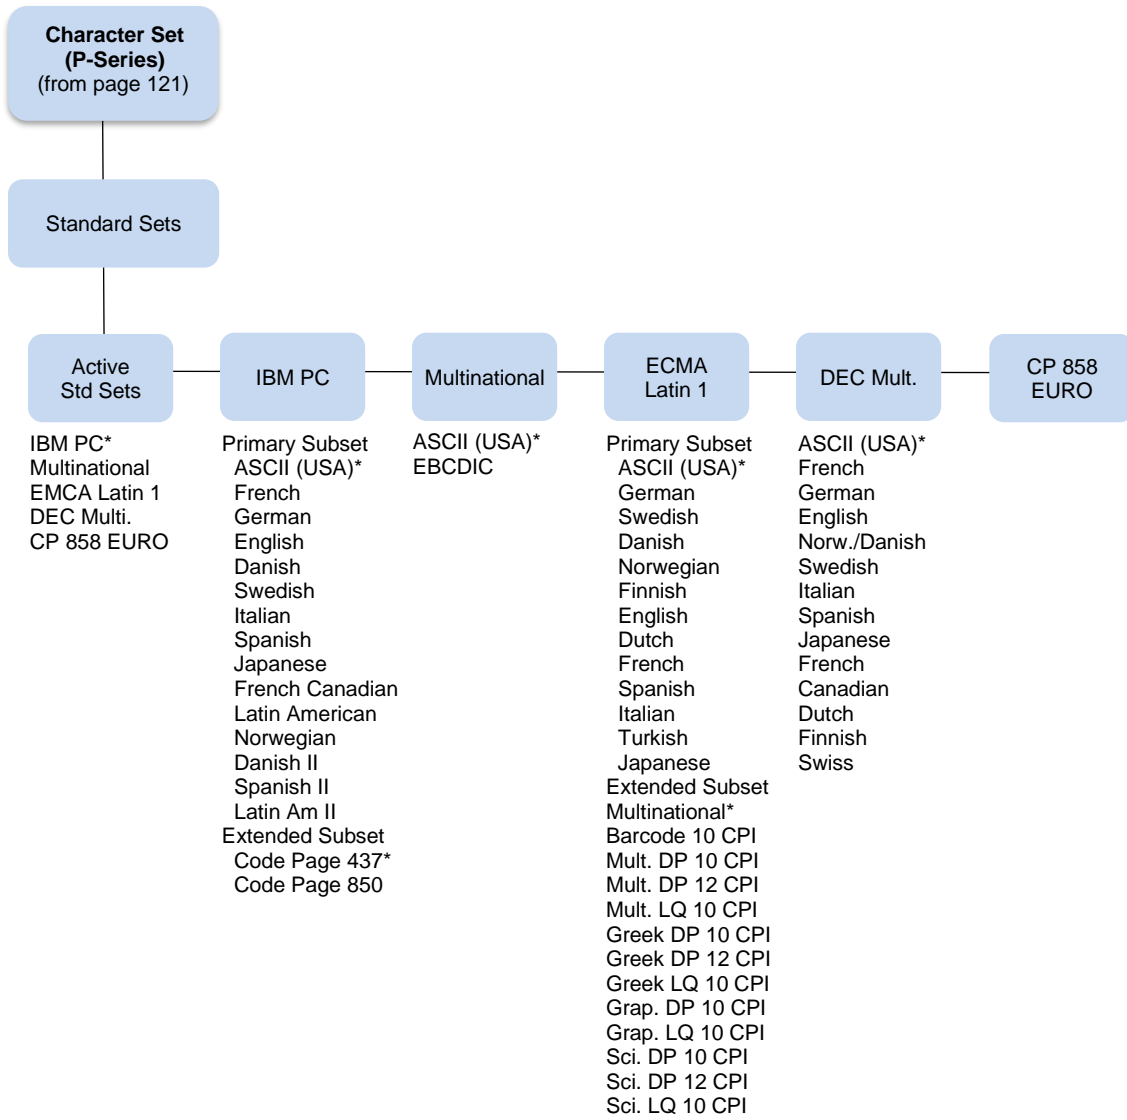 Character Set
(P-Series)
(from page 121)
Standard Sets
Active
Std Sets
IBM PC
Multinational
ECMA
Latin 1
DEC Mult.
CP 858
EURO
IBM PC*
Multinational
EMCA Latin 1
DEC Multi.
CP 858 EURO
Primary Subset
ASCII (USA)*
French
German
English
Danish
Swedish
Italian
Spanish
Japanese
French Canadian
Latin American
Norwegian
Danish II
Spanish II
Latin Am II
Extended Subset
Code Page 437*
Code Page 850
ASCII (USA)*
EBCDIC
Primary Subset
ASCII (USA)*
German
Swedish
Danish
Norwegian
Finnish
English
Dutch
French
Spanish
Italian
Turkish
Japanese
Extended Subset
Multinational*
Barcode 10 CPI
Mult. DP 10 CPI
Mult. DP 12 CPI
Mult. LQ 10 CPI
Greek DP 10 CPI
Greek DP 12 CPI
Greek LQ 10 CPI
Grap. DP 10 CPI
Grap. LQ 10 CPI
Sci. DP 10 CPI
Sci. DP 12 CPI
Sci. LQ 10 CPI
ASCII (USA)*
French
German
English
Norw./Danish
Swedish
Italian
Spanish
Japanese
French
Canadian
Dutch
Finnish
Swiss